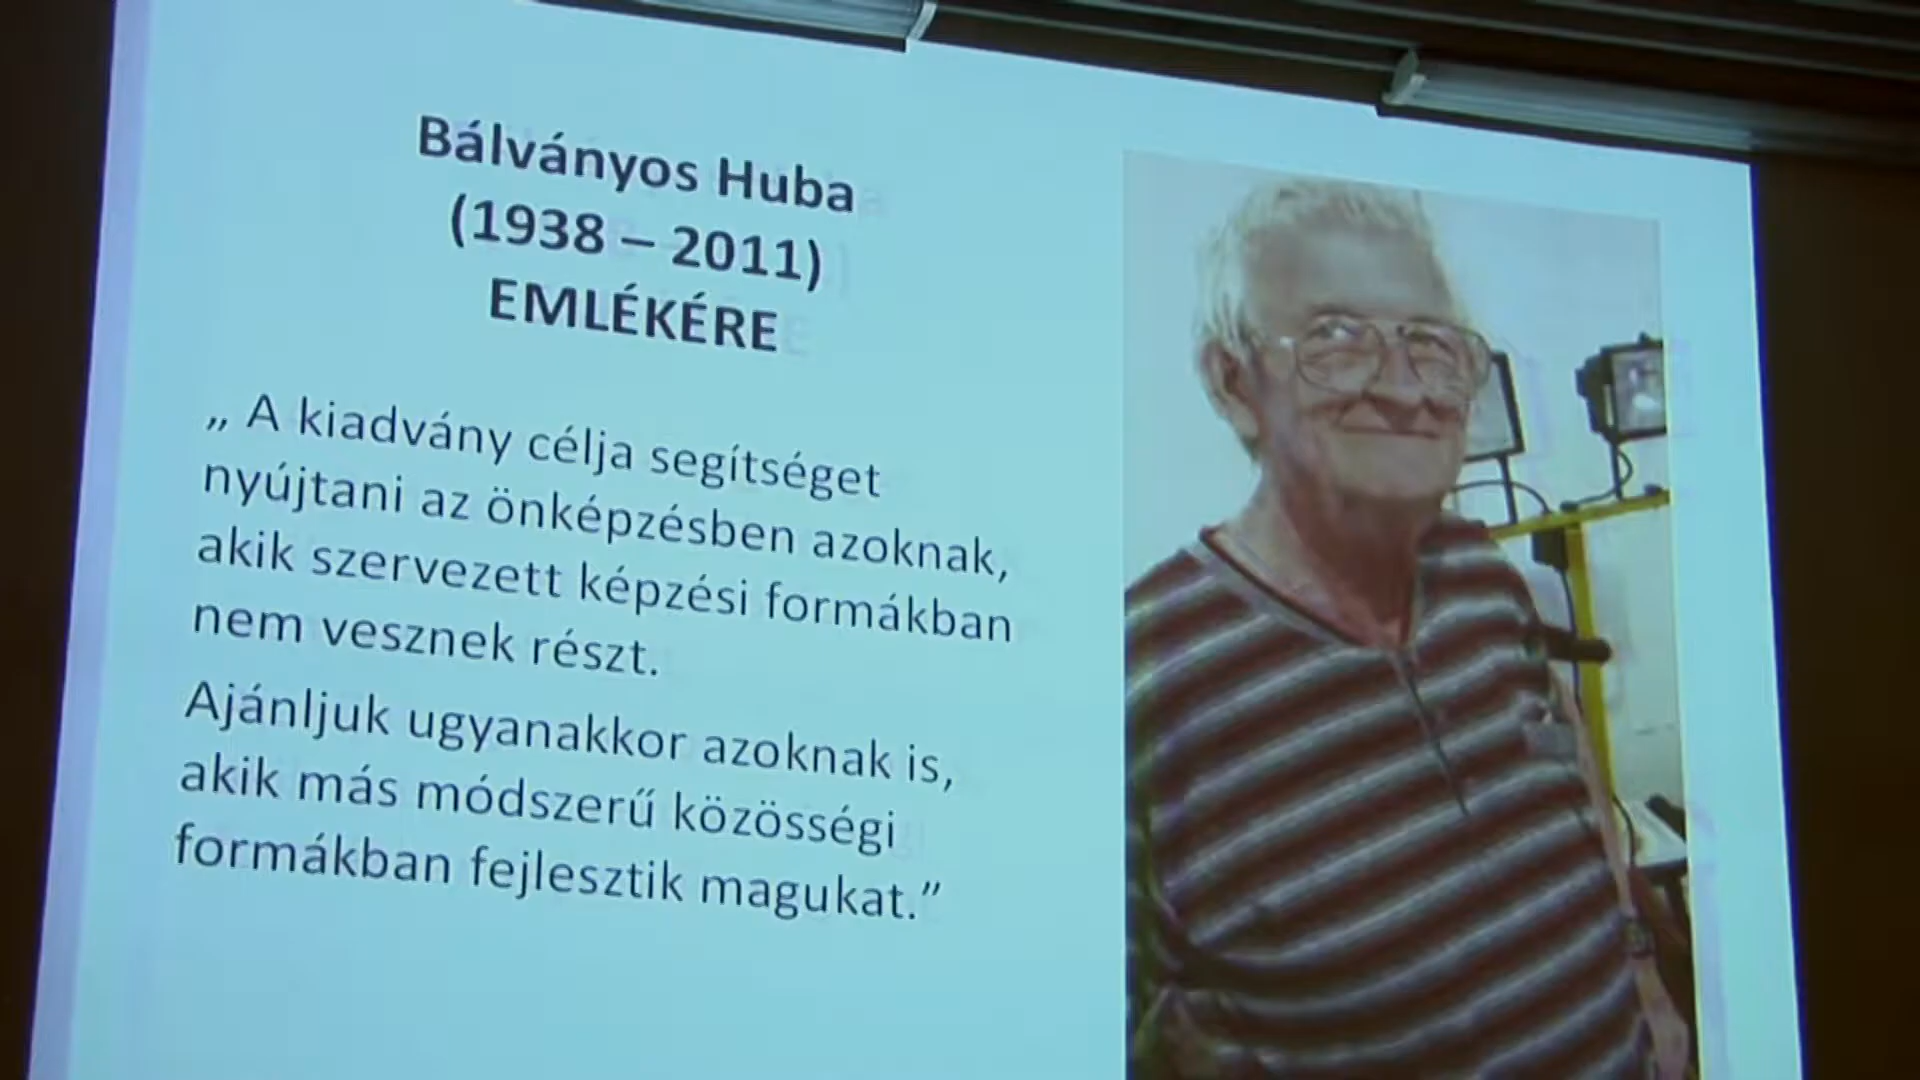 Bálványos Huba
(1938 – 2011)
EMLÉKÉRE
„ A kiadvány célja segítséget
nyújtani az önképzésben azoknak,
akik szervezett képzési formákban
nem vesznek részt.
Ajánljuk ugyanakkor azoknak is,
akik más módszerű közösségi
formákban fejlesztik magukat.”